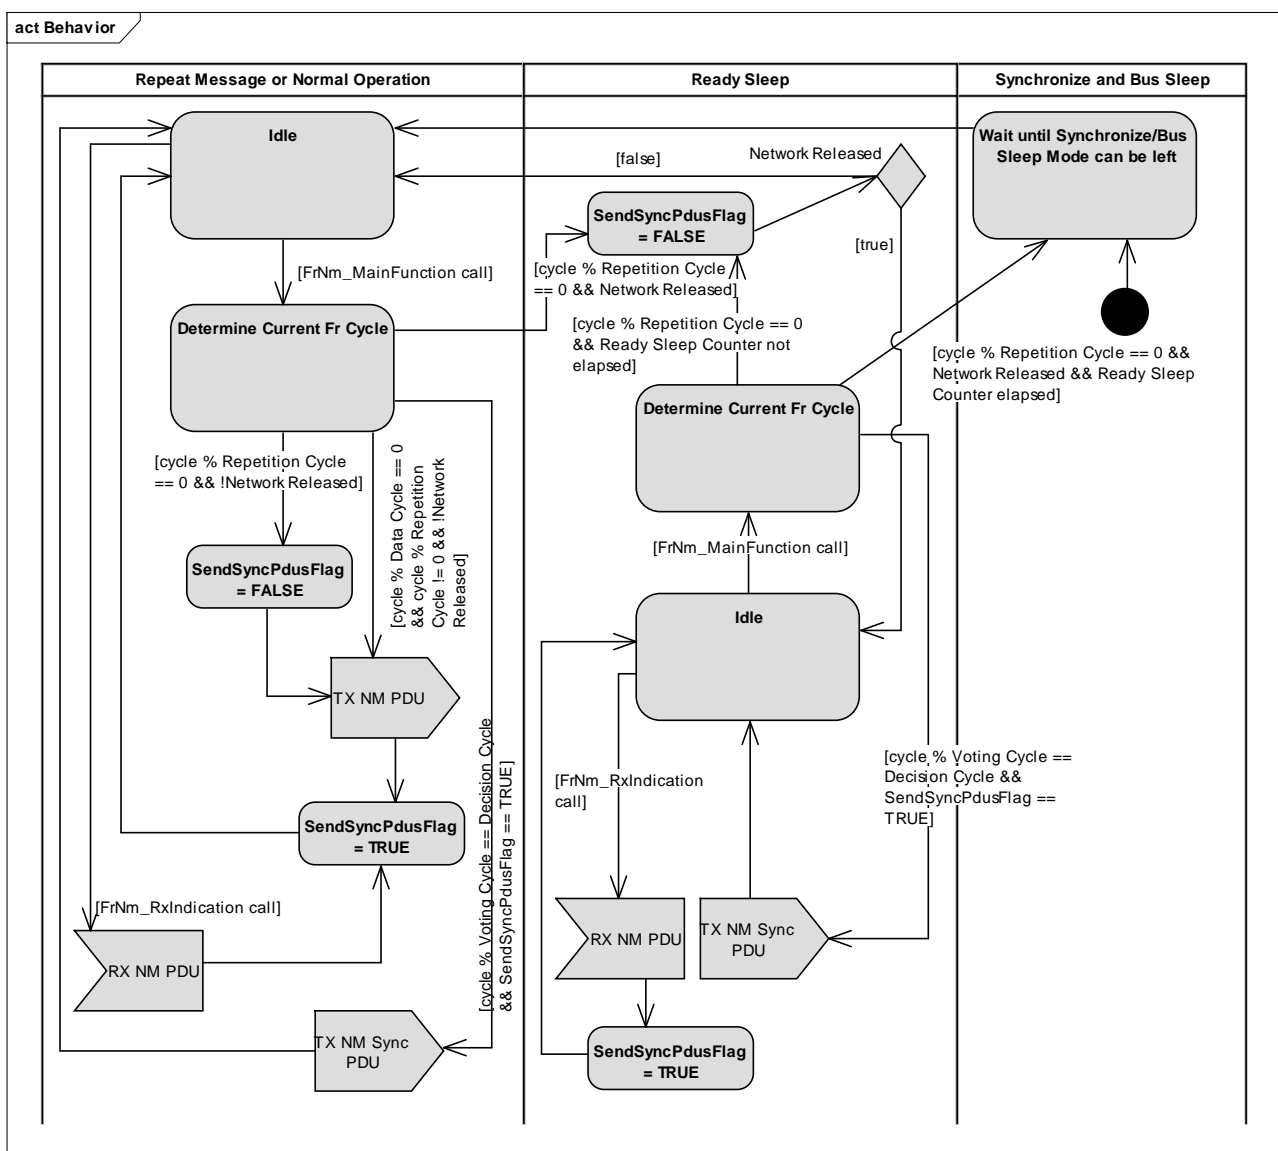 act Behavior
Repeat Message or Normal Operation
Ready Sleep
Synchronize and Bus Sleep
Idle
[FrNm_MainFunction call]
Determine Current Fr Cycle
[cycle % Repetition Cycle
== 0 && !Network Released]
SendSyncPdusFlag
= FALSE
[cycle % Data Cycle == 0
&& cycle % Repetition
Cycle != 0 && !Network
Released]
TX NM PDU
SendSyncPdusFlag
= TRUE
[FrNm_RxIndication call]
RX NM PDU
[cycle % Voting Cycle == Decision Cycle
&& SendSyncPdusFlag == TRUE]
TX NM Sync
PDU
[false]
Network Released
SendSyncPdusFlag
= FALSE
[true]
[cycle % Repetition Cycle
== 0 && Network Released]
[cycle % Repetition Cycle == 0
&& Ready Sleep Counter not
elapsed]
Determine Current Fr Cycle
[FrNm_MainFunction call]
Idle
[FrNm_RxIndication
call]
RX NM PDU
TX NM Sync
PDU
SendSyncPdusFlag
= TRUE
Wait until Synchronize/Bus
Sleep Mode can be left
[cycle % Repetition Cycle == 0 &&
Network Released && Ready Sleep
Counter elapsed]
[cycle % Voting Cycle ==
Decision Cycle &&
SendSyncPdusFlag ==
TRUE]